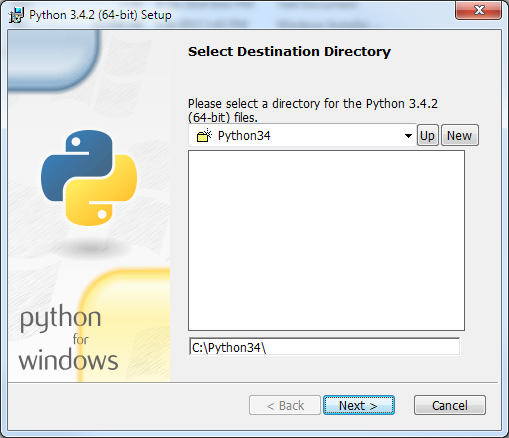 Python 3.4.2 (64-bit) Setup
Select Destination Directory
Please select a directory for the Python 3.4.2
(64-bit) files.
Python34
Up
New
C:\Python34\
python
for
windows
< Back
Next >
Cancel